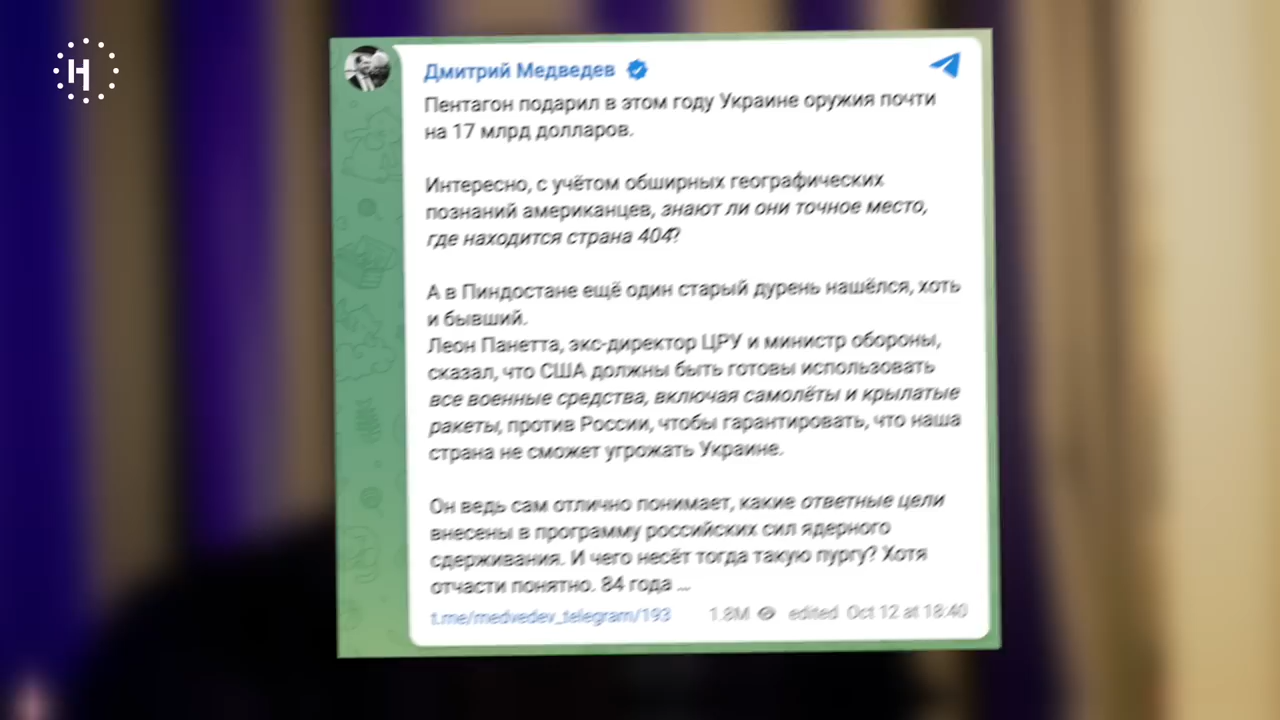 H
Дмитрий Медведев
Пентагон подарил в этом году Украине оружия почти
на 17 млрд долларов.
Интересно, с учётом обширных географических
познаний американцев, знают ли они точное место,
где находится страна 404?
А в Пиндостане ещё один старый дурень нашёлся, хоть
и бывший.
Леон Панетта, экс-директор ЦРУ и министр обороны,
сказал, что США должны быть готовы использовать
все военные средства, включая самолёты и крылатые
ракеты, против России, чтобы гарантировать, что наша
страна не сможет угрожать Украине.
Он ведь сам отлично понимает, какие ответные цели
внесены в программу российских сил ядерного
сдерживания. И чего несёт тогда такую пургу? Хотя
отчасти понятно. 84 года ...
t.me/medvedev_telegram/193 1.8M edited Oct 12 at 18:40